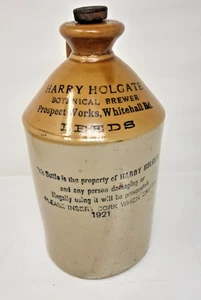 HARRY HOLGATE
BOTANICAL BREWER
Prospect Works, Whitehall Rd.
LEEDS
This Bottle is the property of HARRY HOLGATE
and any person damaging or
illegally using it will be prosecuted.
PLEASE INSERT CORK WHEN EMPTY
1921